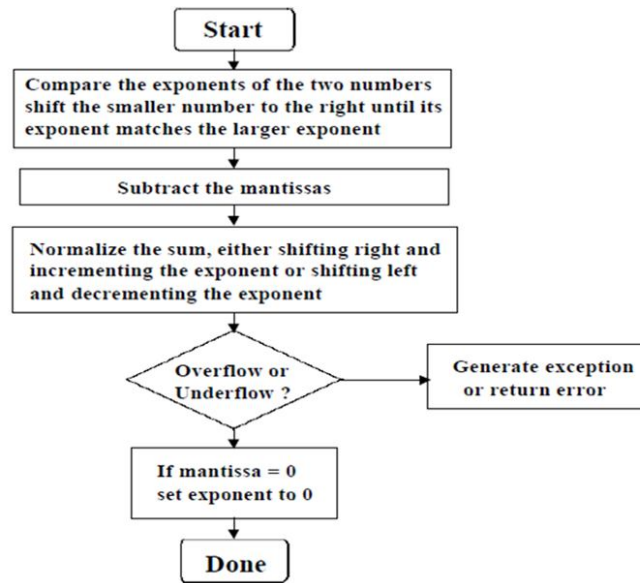 Start
Compare the exponents of the two numbers
shift the smaller number to the right until its
exponent matches the larger exponent
Subtract the mantissas
Normalize the sum, either shifting right and
incrementing the exponent or shifting left
and decrementing the exponent
Overflow or
Underflow ?
Generate exception
or return error
If mantissa = 0
set exponent to 0
Done